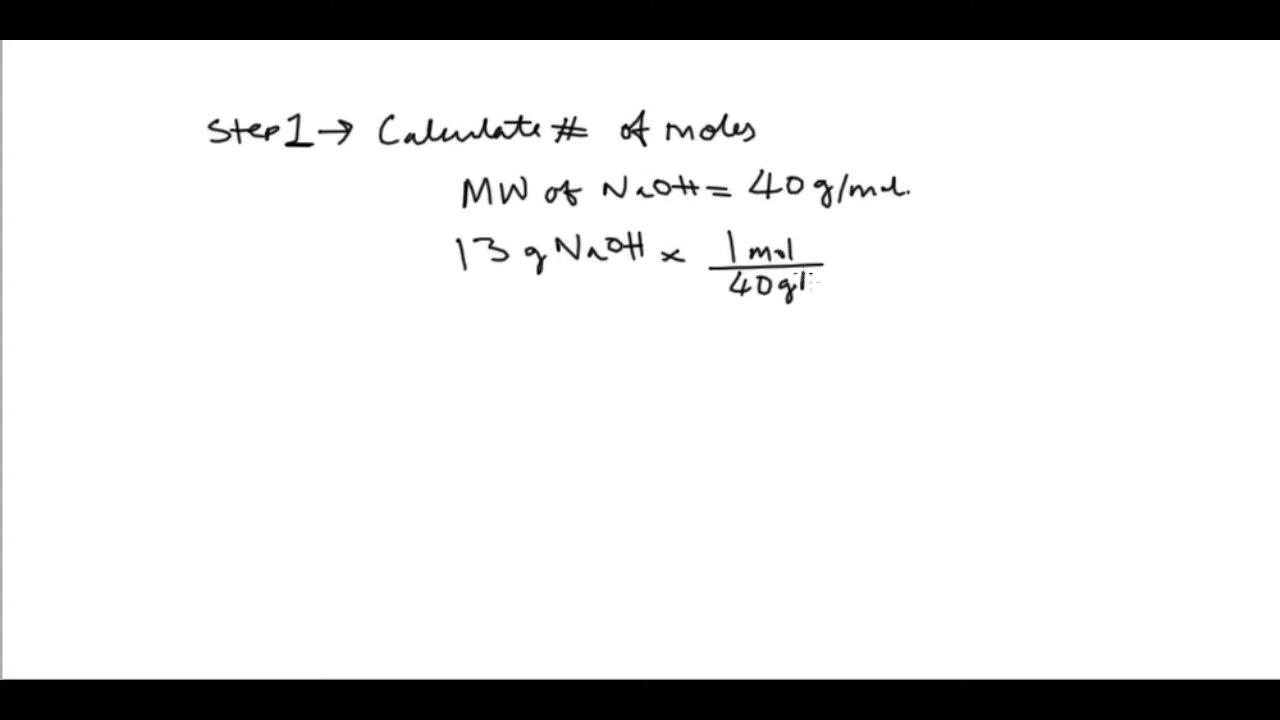 Step 1 → Calculate # of moles
MW of NaOH = 40 g/mol.
13 g NaOH × 1 mol
40 g